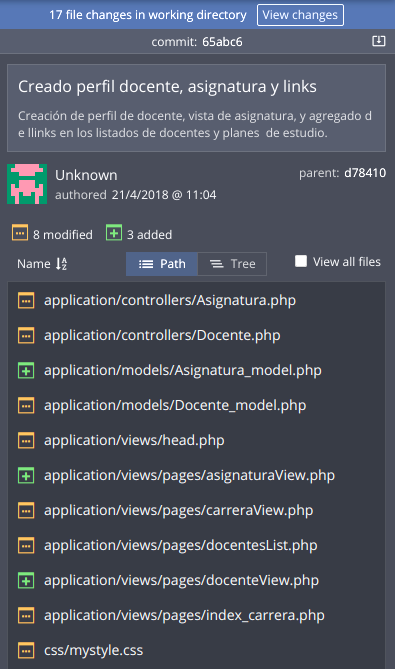 17 file changes in working directory View changes
commit: 65abc6
Creado perfil docente, asignatura y links
Creación de perfil de docente, vista de asignatura, y agregado d
e llinks en los listados de docentes y planes de estudio.
Unknown
parent: d78410
authored 21/4/2018 @ 11:04
8 modified 3 added
Name Path Tree View all files
application/controllers/Asignatura.php
application/controllers/Docente.php
application/models/Asignatura_model.php
application/models/Docente_model.php
application/views/head.php
application/views/pages/asignaturaView.php
application/views/pages/carreraView.php
application/views/pages/docentesList.php
application/views/pages/docenteView.php
application/views/pages/index_carrera.php
css/mystyle.css